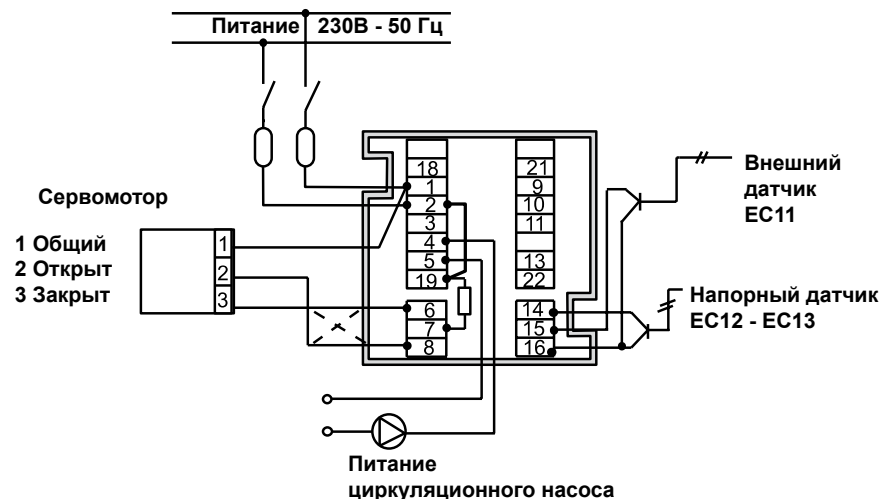 Питание 230В - 50 Гц
Сервомотор
1 Общий
2 Открыт
3 Закрыт
1
2
3
18
1
2
3
4
5
19
6
7
8
21
9
10
11
13
22
14
15
16
Внешний
датчик
EC11
Напорный датчик
EC12 - EC13
Питание
циркуляционного насоса